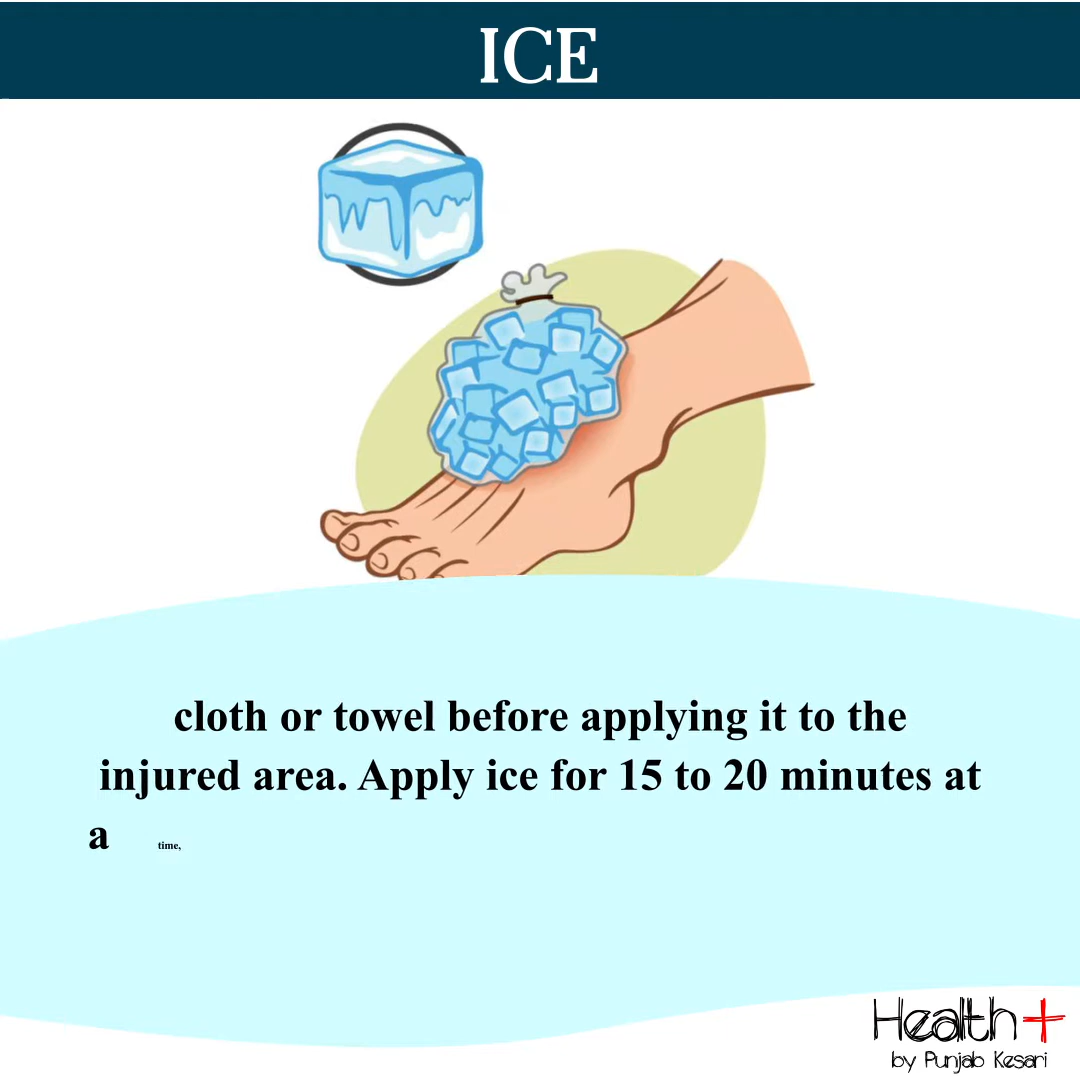 ICE
cloth or towel before applying it to the
injured area. Apply ice for 15 to 20 minutes at
a time,
Health+
by Punjab Kesari